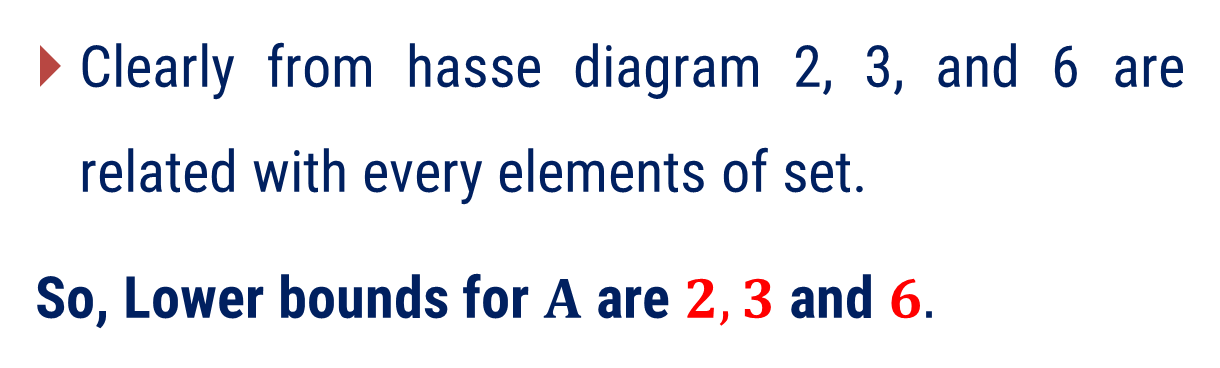 Clearly from hasse diagram 2, 3, and 6 are
related with every elements of set.
So, Lower bounds for A are 2, 3 and 6.